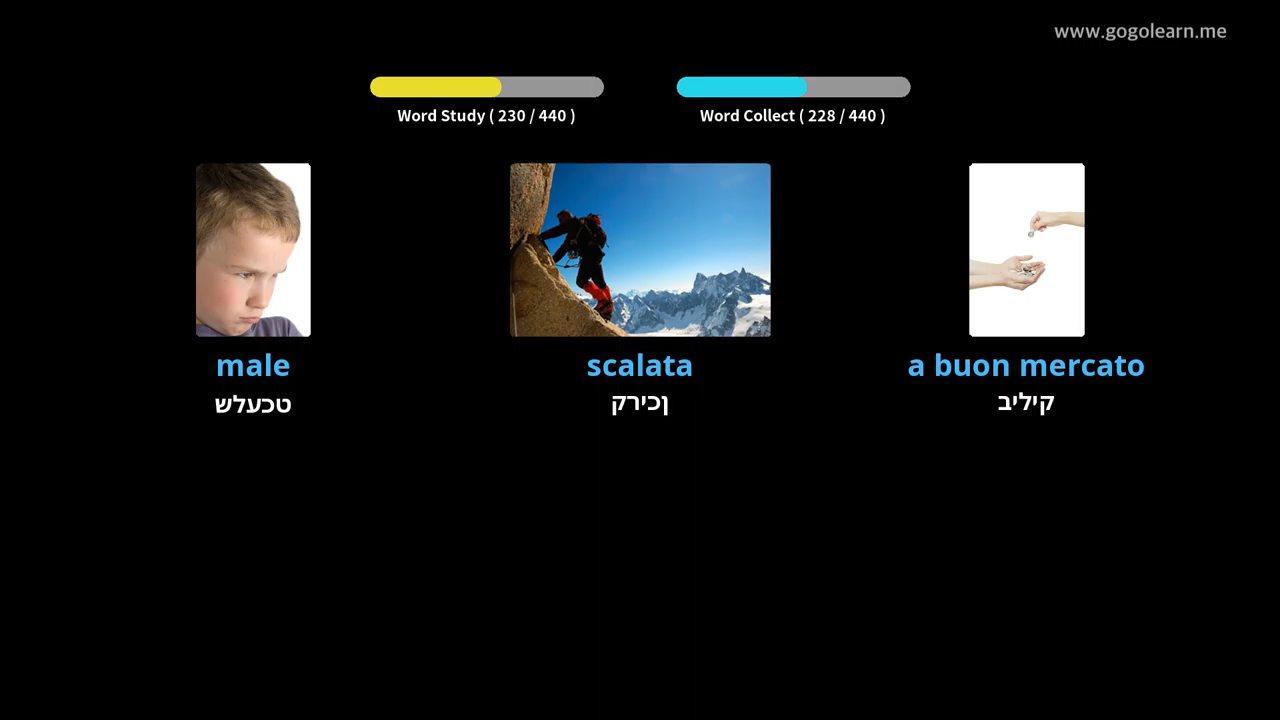 www.gogolearn.me
Word Study ( 230 / 440 )
Word Collect ( 228 / 440 )
male
טכעלש
scalata
ןכירק
a buon mercato
קיליב